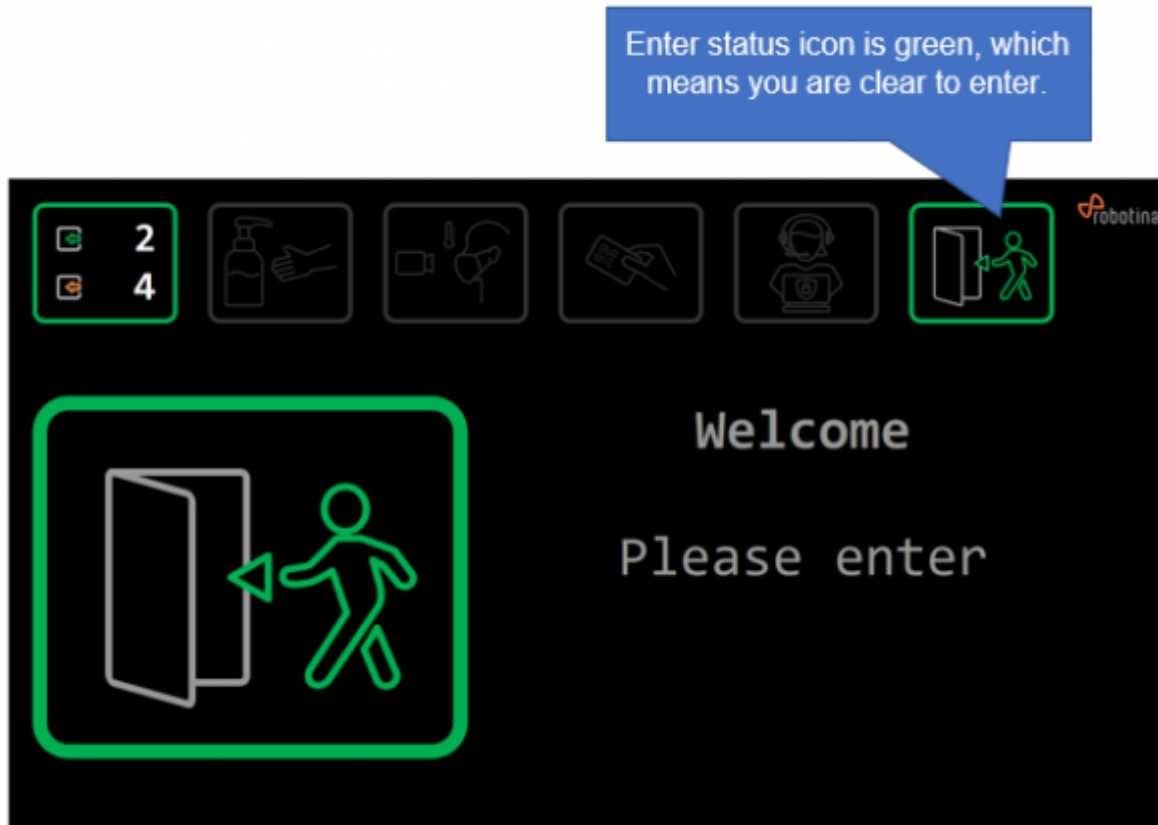 Enter status icon is green, which
means you are clear to enter.
2
4
robotina
Welcome
Please enter